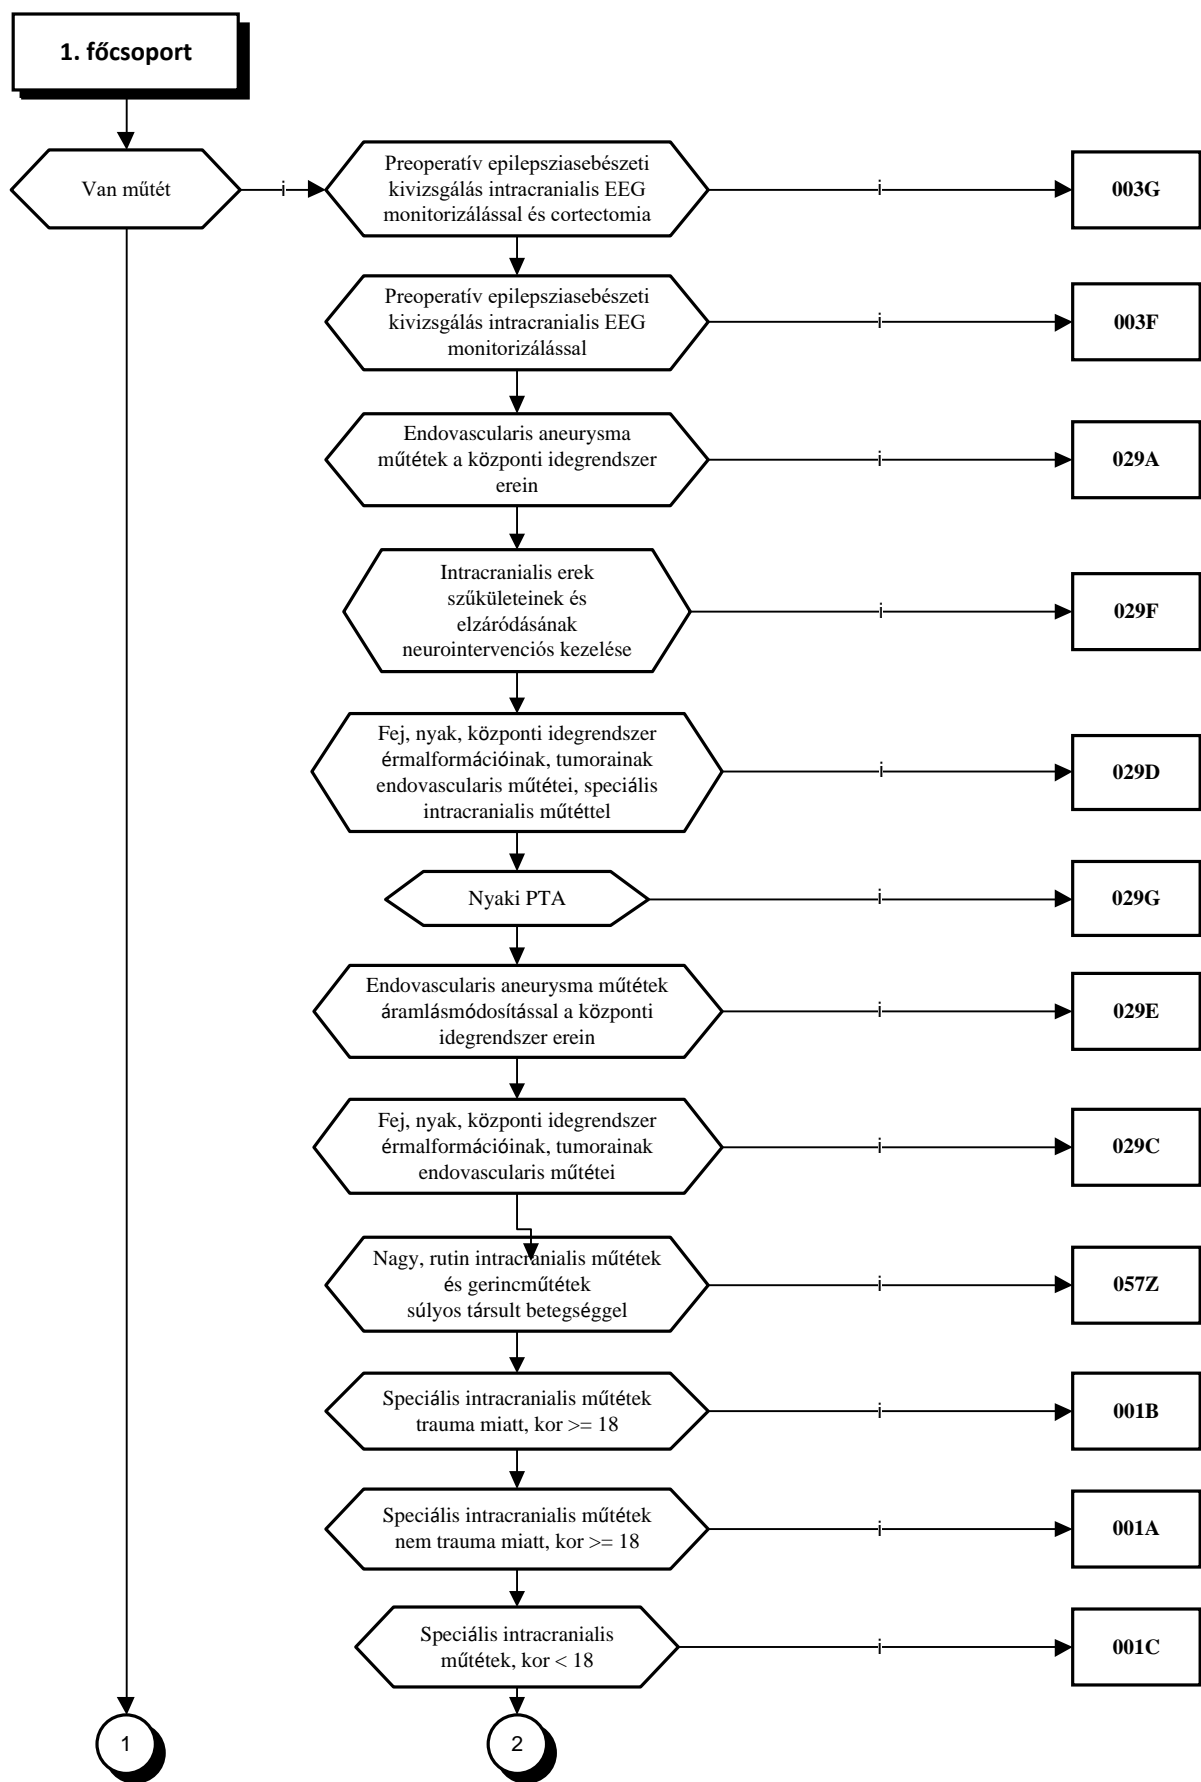 1. főcsoport
Van műtét
i
Preoperatív epilepsziasebészeti
kivizsgálás intracranialis EEG
monitorizálással és cortectomia
i
003G
Preoperatív epilepsziasebészeti
kivizsgálás intracranialis EEG
monitorizálással
i
003F
Endovascularis aneurysma
műtétek a központi idegrendszer
erein
i
029A
Intracranialis erek
szűkületeinek és
elzáródásának
neurointervenciós kezelése
i
029F
Fej, nyak, központi idegrendszer
érmalformációinak, tumorainak
endovascularis műtétei, speciális
intracranialis műtéttel
i
029D
Nyaki PTA
i
029G
Endovascularis aneurysma műtétek
áramlásmódosítással a központi
idegrendszer erein
i
029E
Fej, nyak, központi idegrendszer
érmalformációinak, tumorainak
endovascularis műtétei
i
029C
Nagy, rutin intracranialis műtétek
és gerincműtétek
súlyos társult betegséggel
i
057Z
Speciális intracranialis műtétek
trauma miatt, kor >= 18
i
001B
Speciális intracranialis műtétek
nem trauma miatt, kor >= 18
i
001A
Speciális intracranialis
műtétek, kor < 18
i
001C
1
2